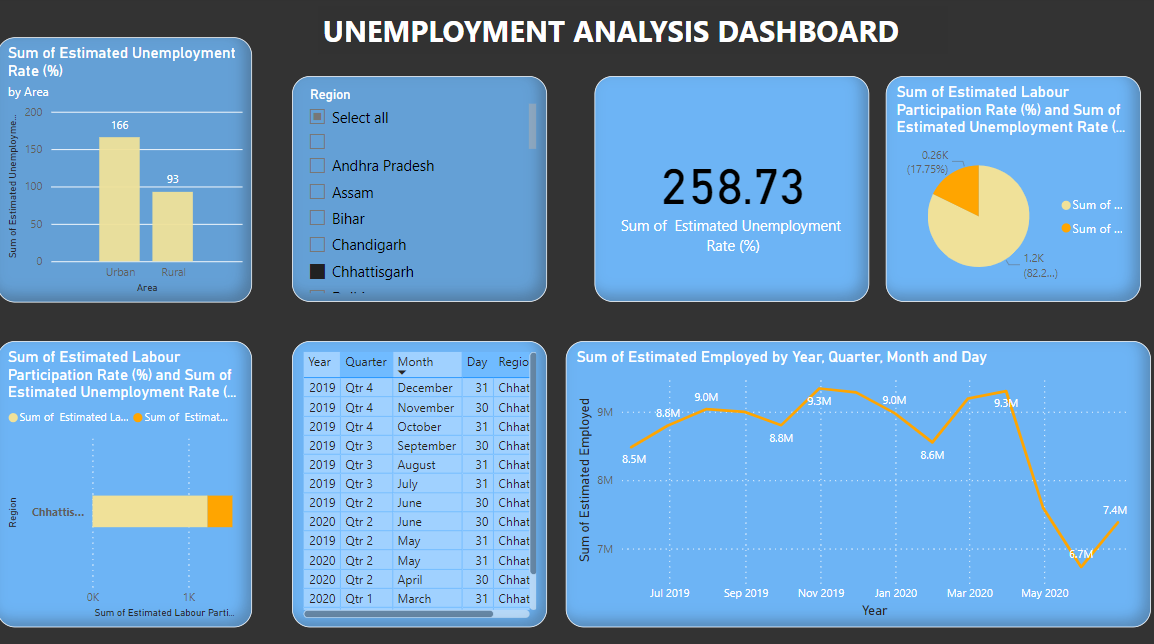 UNEMPLOYMENT ANALYSIS DASHBOARD
Sum of Estimated Unemployment
Rate (%)
by Area
Sum of Estimated Unemployme...
200
150
100
50
0
166
93
Urban
Rural
Area
Region
Select all
Andhra Pradesh
Assam
Bihar
Chandigarh
Chhattisgarh
258.73
Sum of Estimated Unemployment
Rate (%)
Sum of Estimated Labour
Participation Rate (%) and Sum of
Estimated Unemployment Rate (...
0.26K
(17.75%)
1.2K
(82.2...)
Sum of ...
Sum of ...
Sum of Estimated Labour
Participation Rate (%) and Sum of
Estimated Unemployment Rate (...
Sum of Estimated La...
Sum of Estimat...
Region
Chhattis...
0K
1K
Sum of Estimated Labour Parti...
Year Quarter Month Day Regio
2019 Qtr 4 December 31 Chhat
2019 Qtr 4 November 30 Chhat
2019 Qtr 4 October 31 Chhat
2019 Qtr 3 September 30 Chhat
2019 Qtr 3 August 31 Chhat
2019 Qtr 3 July 31 Chhat
2019 Qtr 2 June 30 Chhat
2020 Qtr 2 June 30 Chhat
2019 Qtr 2 May 31 Chhat
2020 Qtr 2 May 31 Chhat
2020 Qtr 2 April 30 Chhat
2020 Qtr 1 March 31 Chhat
Sum of Estimated Employed by Year, Quarter, Month and Day
Sum of Estimated Employed
9M
8M
7M
8.5M
8.8M
9.0M
8.8M
9.3M
9.0M
8.6M
9.3M
6.7M
7.4M
Jul 2019
Sep 2019
Nov 2019
Jan 2020
Mar 2020
May 2020
Year